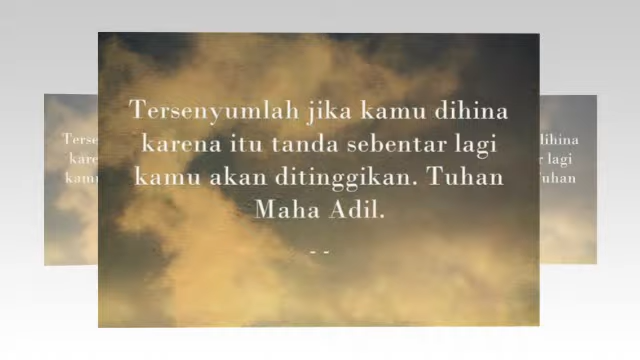 Tersenyumlah jika kamu dihina
karena itu tanda sebentar lagi
kamu akan ditinggikan. Tuhan
Maha Adil.
- -